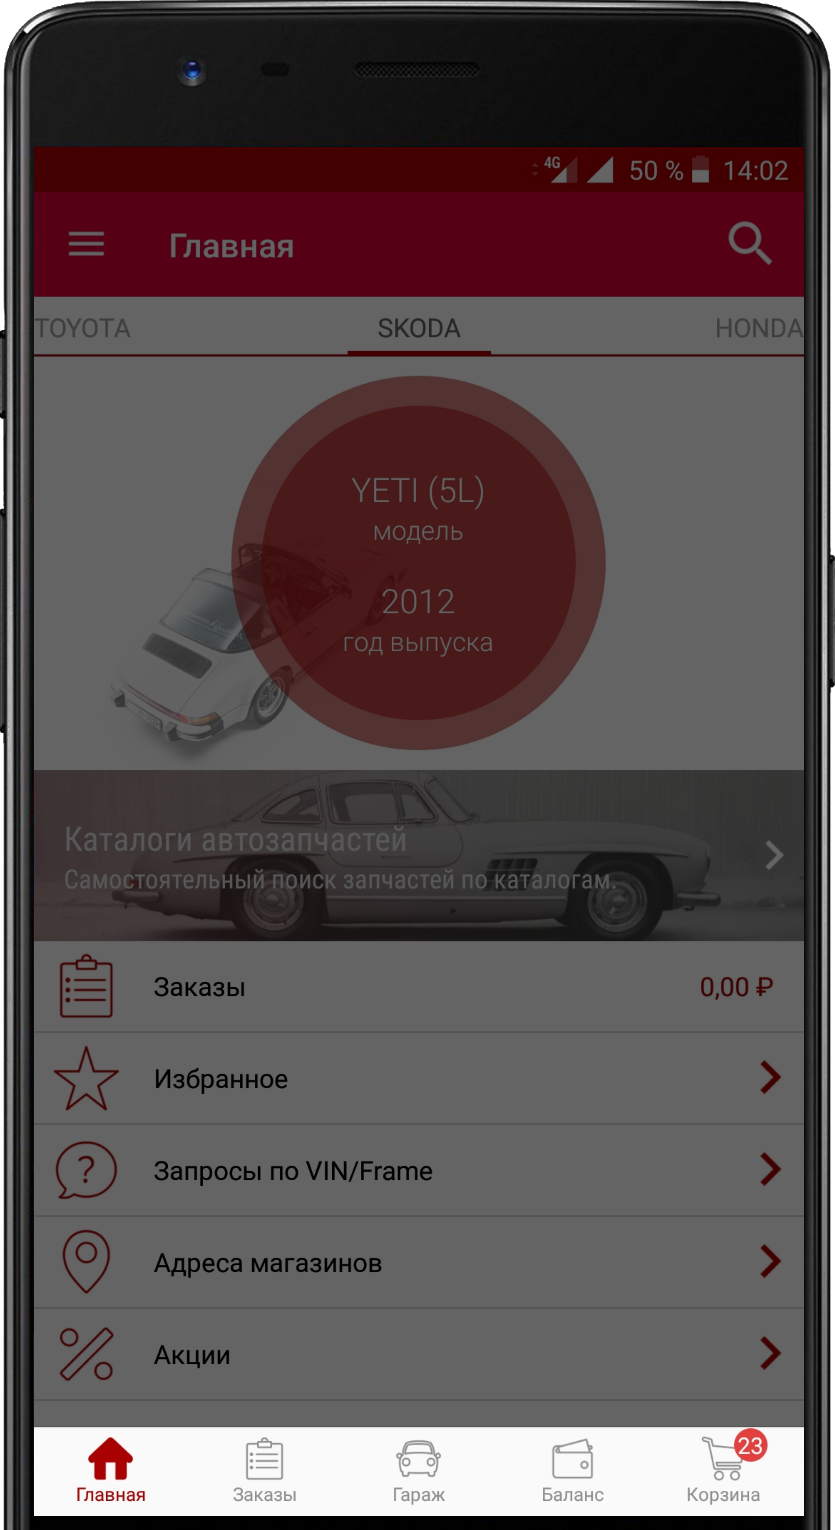 4G 50 % 14:02
Главная
TOYOTA SKODA HONDA
YETI (5L)
модель
2012
год выпуска
Каталоги автозапчастей
Самостоятельный поиск запчастей по каталогам.
Заказы 0,00 ₽
Избранное
?
Запросы по VIN/Frame
Адреса магазинов
Акции
23
Главная Заказы Гараж Баланс Корзина